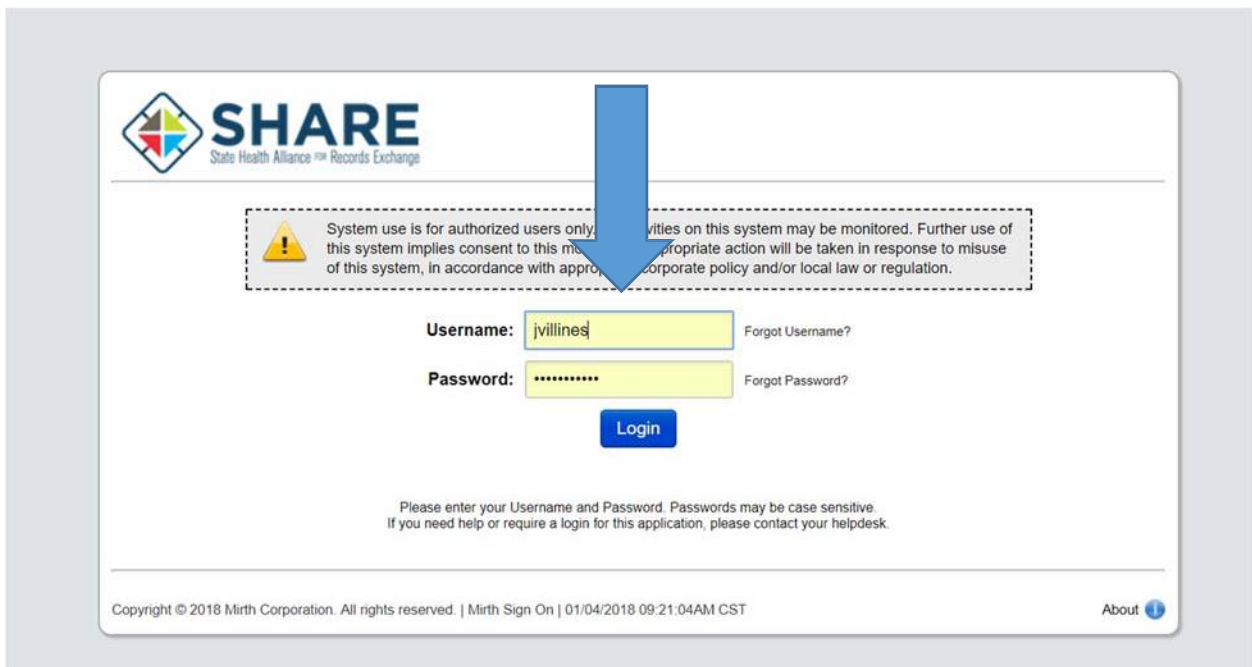 SHARE
State Health Alliance FOR Records Exchange
System use is for authorized users only. vities on this system may be monitored. Further use of
this system implies consent to this mo propriate action will be taken in response to misuse
of this system, in accordance with approp corporate policy and/or local law or regulation.
Username: jvillines Forgot Username?
Password: ••••••••••• Forgot Password?
Login
Please enter your Username and Password. Passwords may be case sensitive.
If you need help or require a login for this application, please contact your helpdesk.
Copyright © 2018 Mirth Corporation. All rights reserved. | Mirth Sign On | 01/04/2018 09:21:04AM CST About i